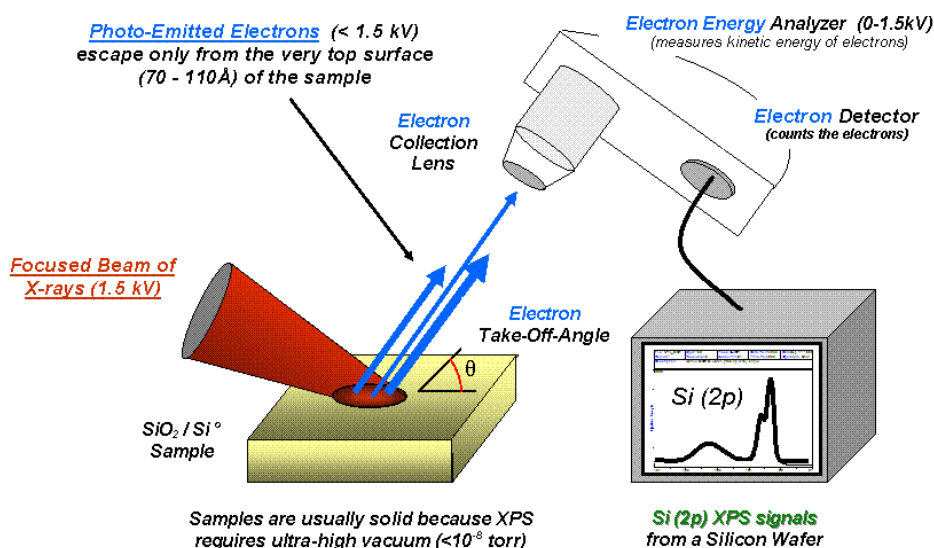 Photo-Emitted Electrons (< 1.5 kV)
escape only from the very top surface
(70 - 110Å) of the sample
Electron Energy Analyzer (0-1.5kV)
(measures kinetic energy of electrons)
Electron Detector
(counts the electrons)
Electron
Collection
Lens
Focused Beam of
X-rays (1.5 kV)
Electron
Take-Off-Angle
θ
Si (2p)
SiO₂ / Si°
Sample
Samples are usually solid because XPS
requires ultra-high vacuum (<10⁻⁸ torr)
Si (2p) XPS signals
from a Silicon Wafer